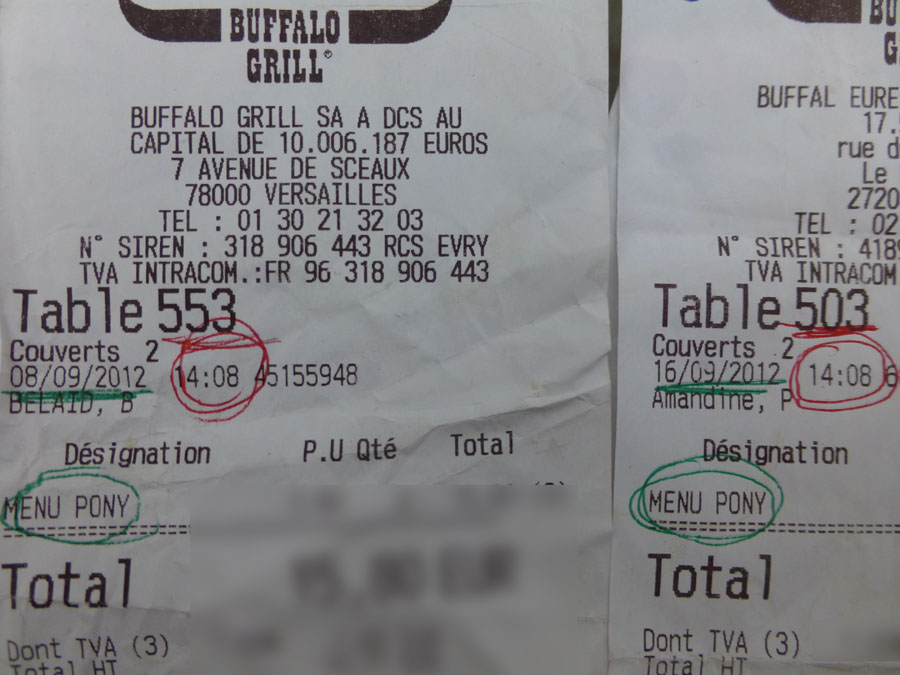 BUFFALO
GRILL®
BUFFALO GRILL SA A DCS AU
CAPITAL DE 10.006.187 EUROS
7 AVENUE DE SCEAUX
78000 VERSAILLES
TEL : 01 30 21 32 03
N° SIREN : 318 906 443 RCS EVRY
TVA INTRACOM.:FR 96 318 906 443
Table 553
Couverts 2
08/09/2012 14:08 45155948
BELAID, B
Désignation P.U Qté Total
MENU PONY
Total
Dont TVA (3)
Total HT
BU
G
BUFFAL EURE
17.
rue d
Le
2720
TEL : 02
N° SIREN : 418
TVA INTRACOM
Table 503
Couverts 2
16/09/2012 14:08 6
Amandine, P
Désignation
MENU PONY
Total
Dont TVA (3)
Total HT